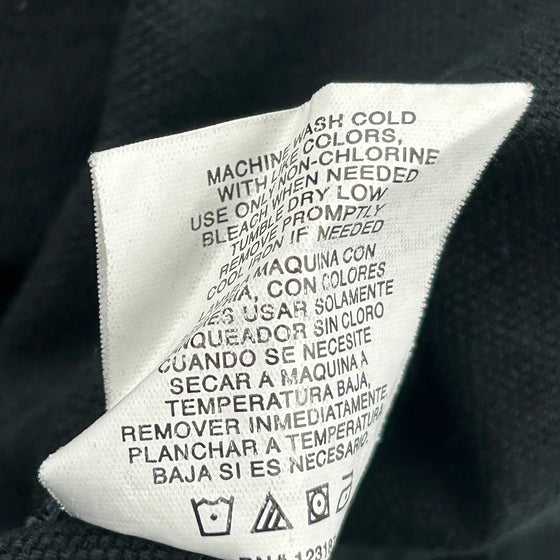 MACHINE WASH COLD
WITH LIKE COLORS,
USE ONLY NON-CHLORINE
BLEACH WHEN NEEDED
TUMBLE DRY LOW
REMOVE PROMPTLY
COOL IRON IF NEEDED
MAQUINA CON
CON COLORES
USAR SOLAMENTE
SIN CLORO
CUANDO SE NECESITE
SECAR A MAQUINA A
TEMPERATURA BAJA,
REMOVER INMEDIATAMENTE
PLANCHAR A TEMPERATURA
BAJA SI ES NECESARIO.